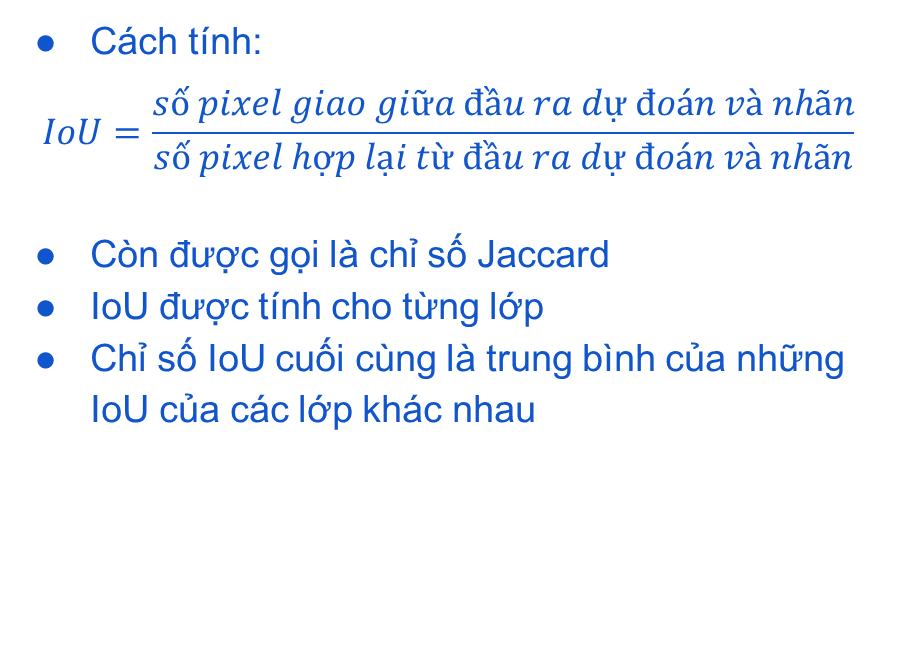 ● Cách tính:
IoU = số pixel giao giữa đầu ra dự đoán và nhãn
số pixel hợp lại từ đầu ra dự đoán và nhãn
● Còn được gọi là chỉ số Jaccard
● IoU được tính cho từng lớp
● Chỉ số IoU cuối cùng là trung bình của những
IoU của các lớp khác nhau